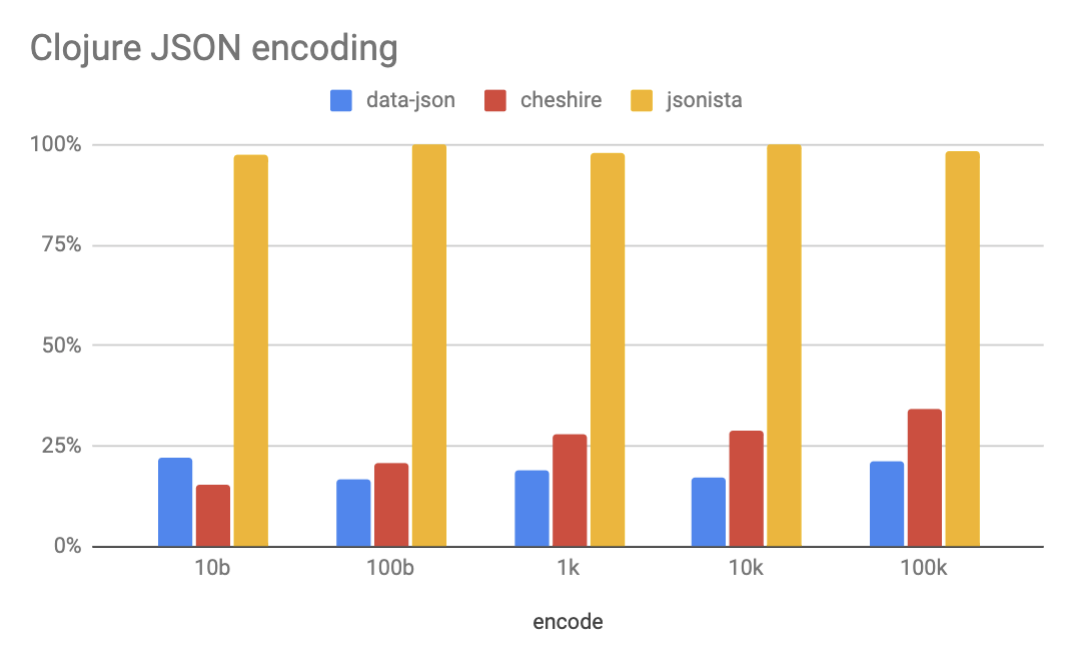 Clojure JSON encoding
data-json cheshire jsonista
100%
75%
50%
25%
0%
10b 100b 1k 10k 100k
encode